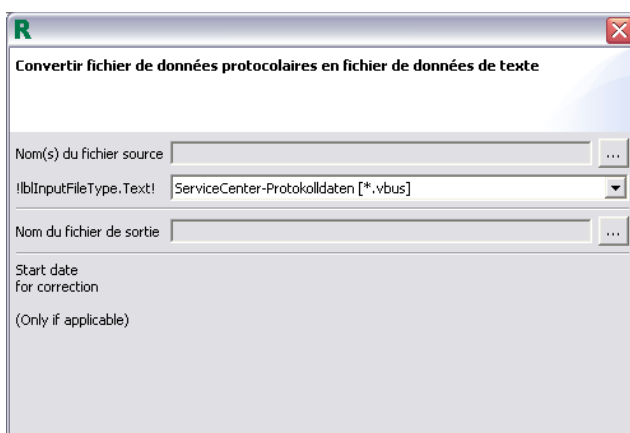 R
Convertir fichier de données protocolaires en fichier de données de texte
Nom(s) du fichier source ...
!lblInputFileType.Text! ServiceCenter-Protokolldaten [*.vbus]
Nom du fichier de sortie ...
Start date
for correction
(Only if applicable)